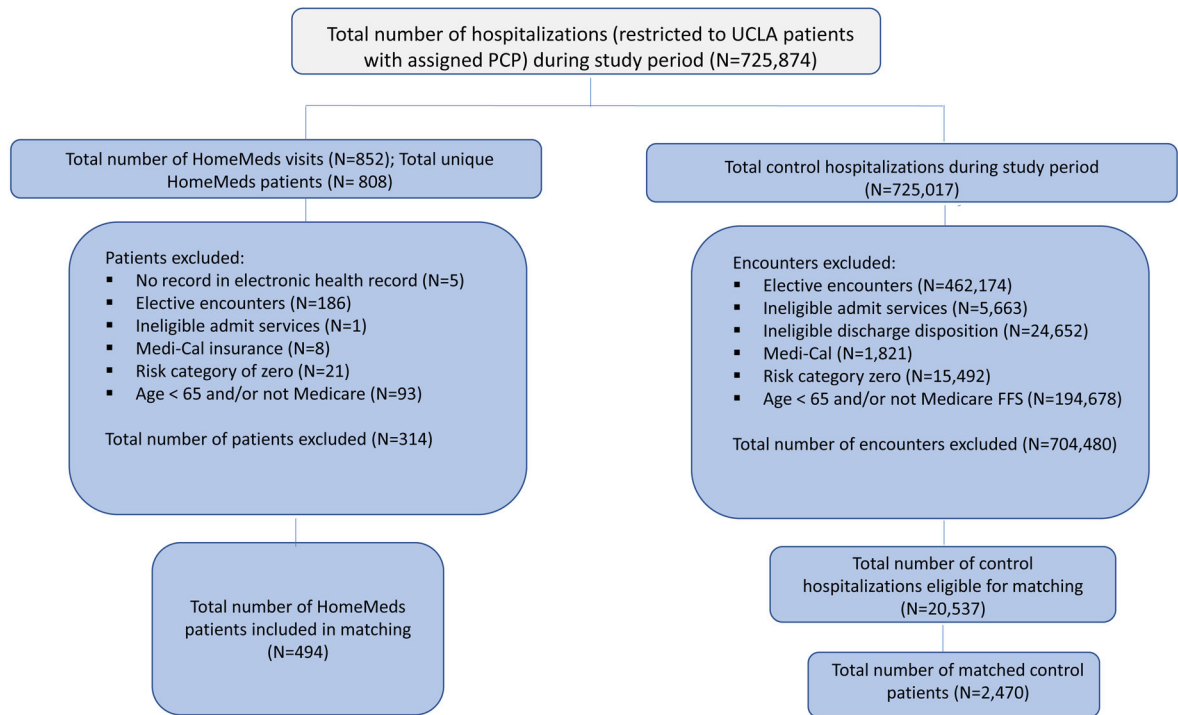 Total number of hospitalizations (restricted to UCLA patients
with assigned PCP) during study period (N=725,874)
Total number of HomeMeds visits (N=852); Total unique
HomeMeds patients (N= 808)
Patients excluded:
▪ No record in electronic health record (N=5)
▪ Elective encounters (N=186)
▪ Ineligible admit services (N=1)
▪ Medi-Cal insurance (N=8)
▪ Risk category of zero (N=21)
▪ Age < 65 and/or not Medicare (N=93)
Total number of patients excluded (N=314)
Total number of HomeMeds
patients included in matching
(N=494)
Total control hospitalizations during study period
(N=725,017)
Encounters excluded:
▪ Elective encounters (N=462,174)
▪ Ineligible admit services (N=5,663)
▪ Ineligible discharge disposition (N=24,652)
▪ Medi-Cal (N=1,821)
▪ Risk category zero (N=15,492)
▪ Age < 65 and/or not Medicare FFS (N=194,678)
Total number of encounters excluded (N=704,480)
Total number of control
hospitalizations eligible for matching
(N=20,537)
Total number of matched control
patients (N=2,470)